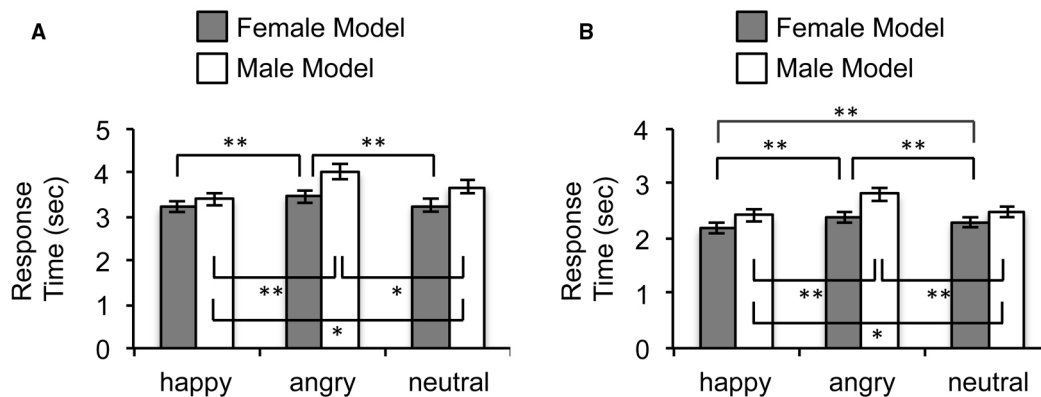 A
Female Model
Male Model
Response
Time (sec)
5
4
3
2
1
0
**
**
**
*
*
happy
angry
neutral
B
Female Model
Male Model
Response
Time (sec)
4
3
2
1
0
**
**
**
**
**
*
happy
angry
neutral